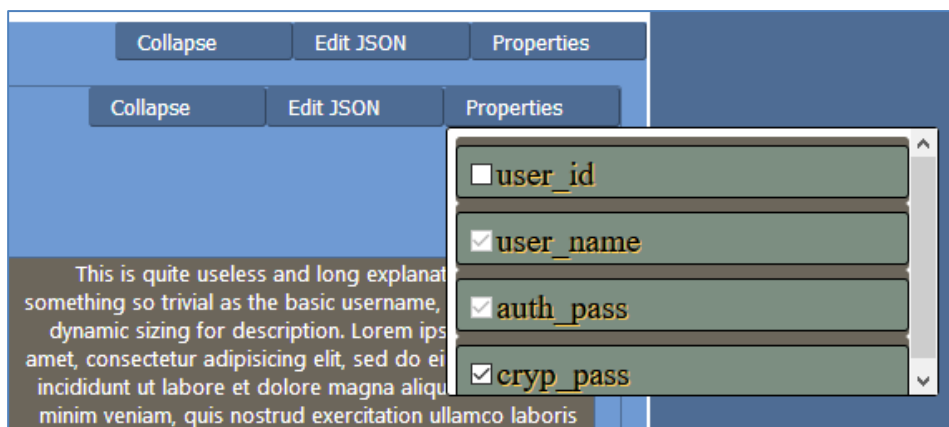 Collapse Edit JSON Properties
Collapse Edit JSON Properties
user_id
user_name
auth_pass
cryp_pass
This is quite useless and long explanat
something so trivial as the basic username,
dynamic sizing for description. Lorem ips
amet, consectetur adipisicing elit, sed do ei
incididunt ut labore et dolore magna aliqu
minim veniam, quis nostrud exercitation ullamco laboris